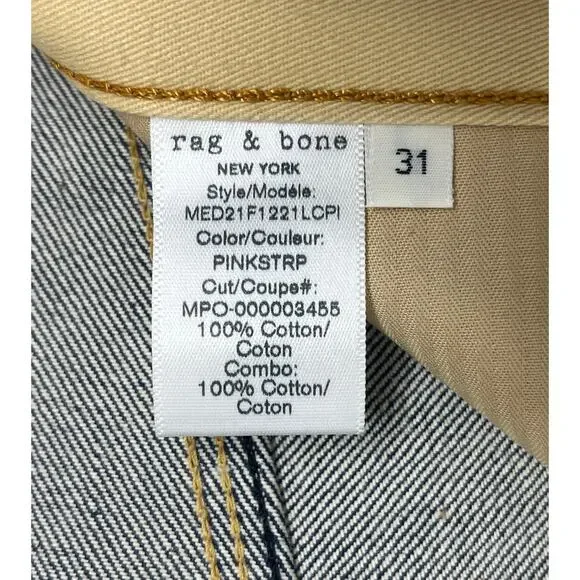 rag & bone
NEW YORK
Style/Modéle:
MED21F1221LCPI
Color/Couleur:
PINKSTRP
Cut/Coupe#:
MPO-000003455
100% Cotton/
Coton
Combo:
100% Cotton/
Coton
31